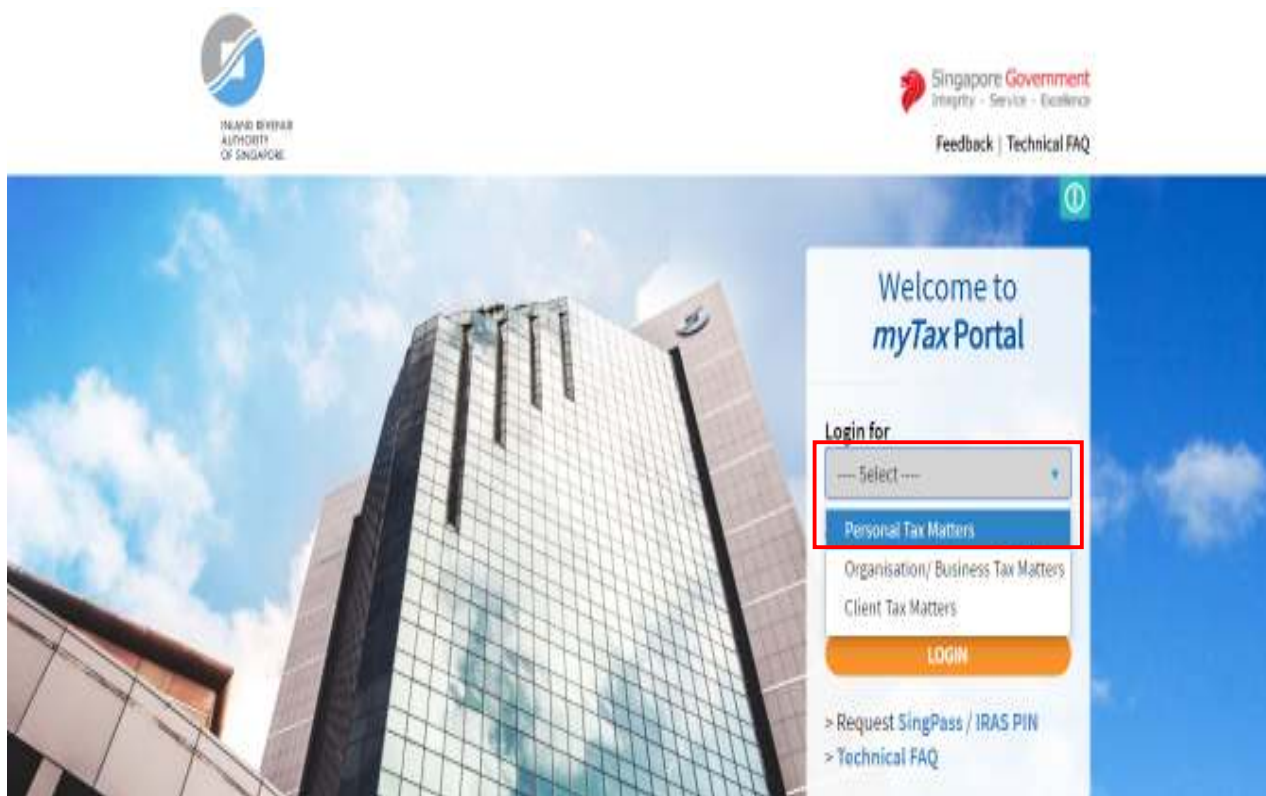 INLAND REVENUE
AUTHORITY
OF SINGAPORE
Singapore Government
Integrity - Service - Excellence
Feedback | Technical FAQ
Welcome to
myTax Portal
Login for
---- Select ----
Personal Tax Matters
Organisation/ Business Tax Matters
Client Tax Matters
LOGIN
> Request SingPass / IRAS PIN
> Technical FAQ